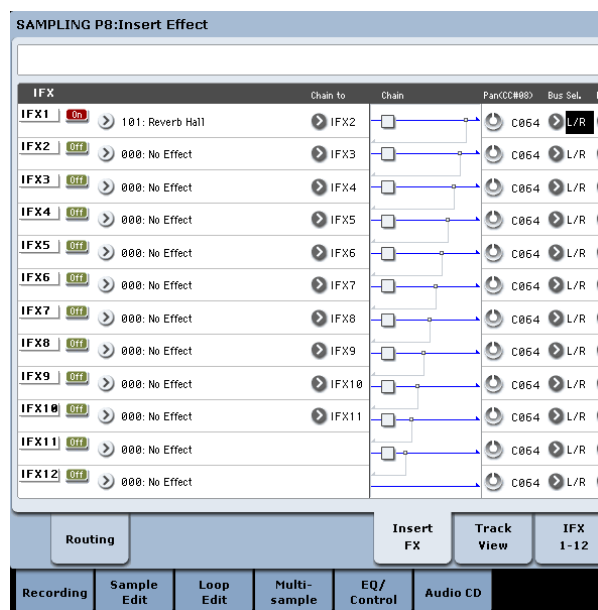 SAMPLING P8:Insert Effect
IFX Chain to Chain Pan(CC#08) Bus Sel.
IFX1 On 101: Reverb Hall IFX2 C064 L/R
IFX2 Off 000: No Effect IFX3 C064 L/R
IFX3 Off 000: No Effect IFX4 C064 L/R
IFX4 Off 000: No Effect IFX5 C064 L/R
IFX5 Off 000: No Effect IFX6 C064 L/R
IFX6 Off 000: No Effect IFX7 C064 L/R
IFX7 Off 000: No Effect IFX8 C064 L/R
IFX8 Off 000: No Effect IFX9 C064 L/R
IFX9 Off 000: No Effect IFX10 C064 L/R
IFX10 Off 000: No Effect IFX11 C064 L/R
IFX11 Off 000: No Effect C064 L/R
IFX12 Off 000: No Effect C064 L/R
Routing Insert FX Track View IFX 1-12
Recording Sample Edit Loop Edit Multi-sample EQ/Control Audio CD